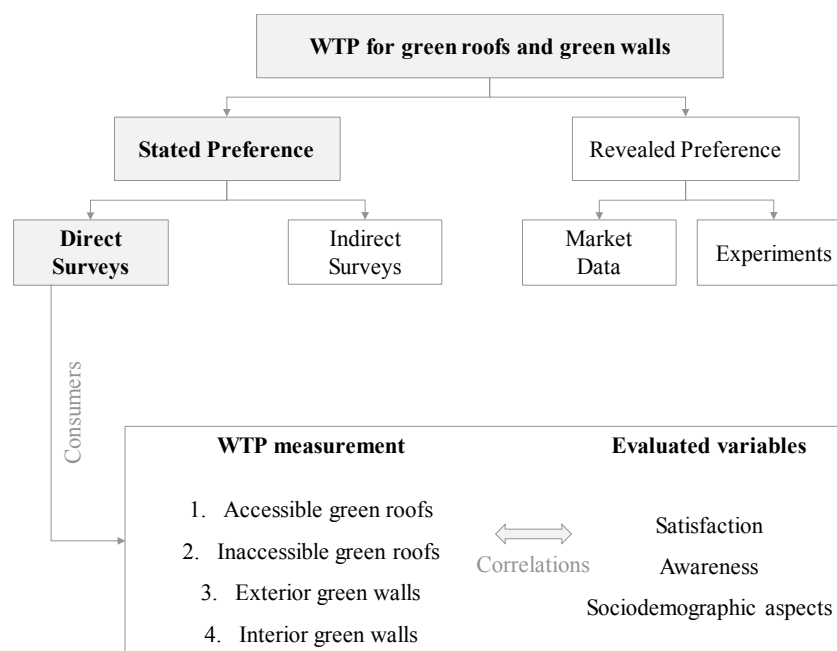 WTP for green roofs and green walls
Stated Preference
Revealed Preference
Direct
Surveys
Indirect
Surveys
Market
Data
Experiments
Consumers
WTP measurement
1. Accessible green roofs
2. Inaccessible green roofs
3. Exterior green walls
4. Interior green walls
Correlations
Evaluated variables
Satisfaction
Awareness
Sociodemographic aspects